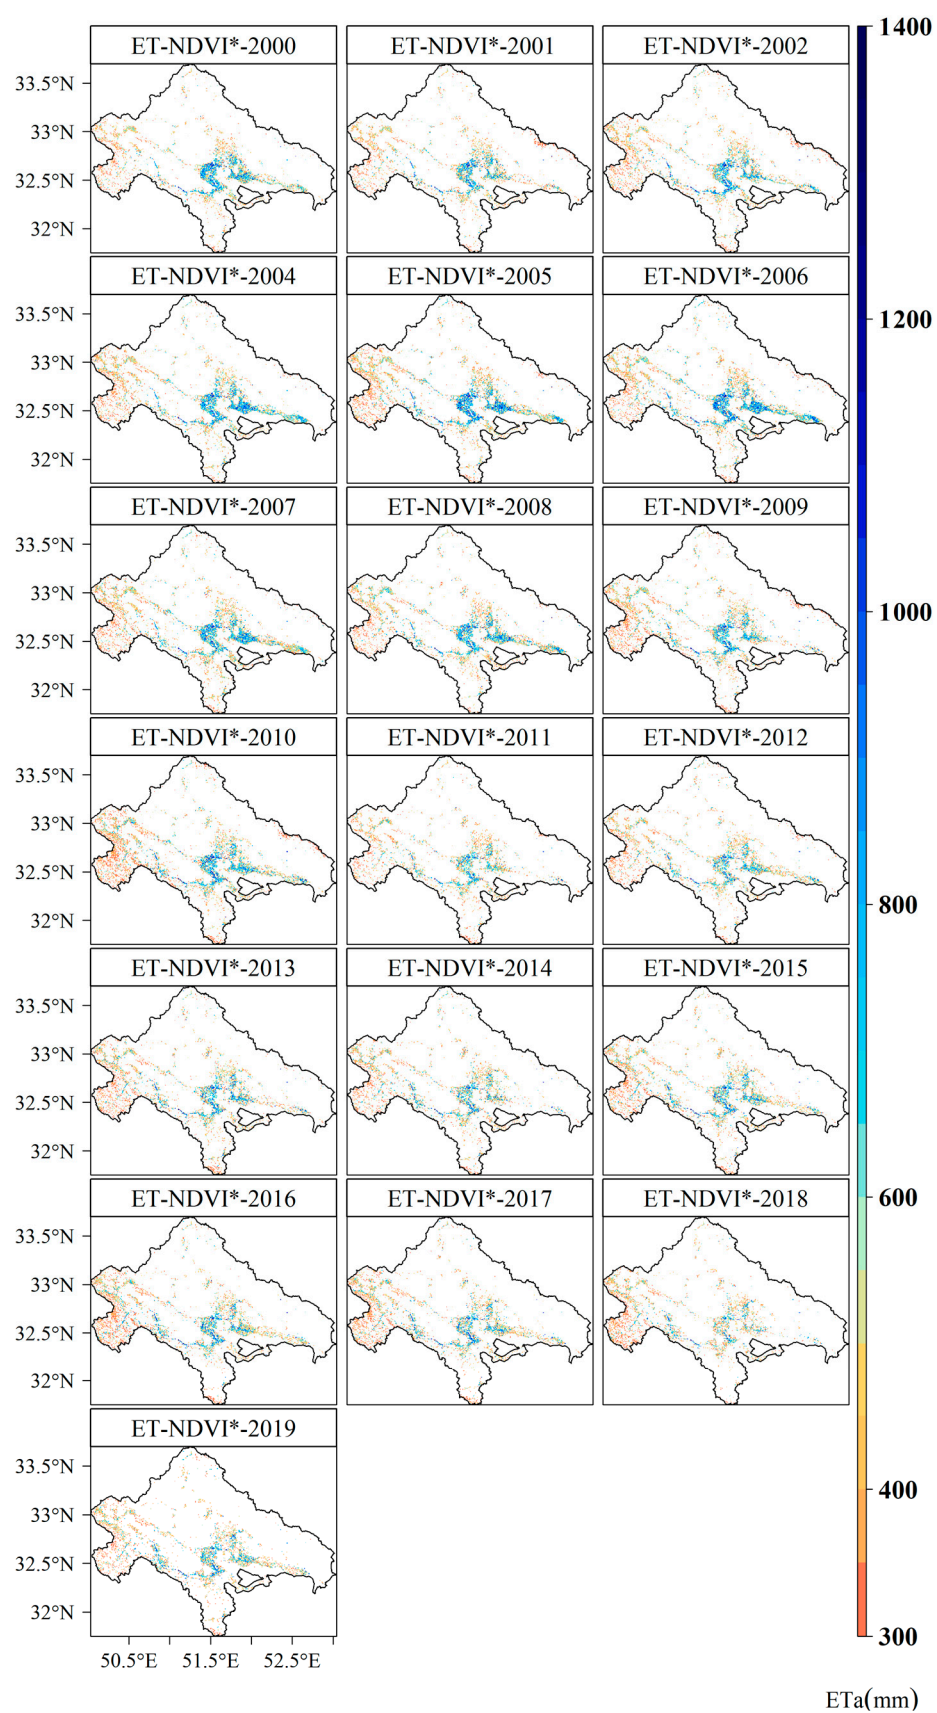 ET-NDVI*-2000 ET-NDVI*-2001 ET-NDVI*-2002 1400
33.5°N
33°N
32.5°N
32°N
ET-NDVI*-2004 ET-NDVI*-2005 ET-NDVI*-2006
33.5°N
1200
33°N
32.5°N
32°N
ET-NDVI*-2007 ET-NDVI*-2008 ET-NDVI*-2009
33.5°N
33°N
1000
32.5°N
32°N
ET-NDVI*-2010 ET-NDVI*-2011 ET-NDVI*-2012
33.5°N
33°N
32.5°N
800
32°N
ET-NDVI*-2013 ET-NDVI*-2014 ET-NDVI*-2015
33.5°N
33°N
32.5°N
32°N
ET-NDVI*-2016 ET-NDVI*-2017 ET-NDVI*-2018
600
33.5°N
33°N
32.5°N
32°N
ET-NDVI*-2019
33.5°N
400
33°N
32.5°N
32°N
300
50.5°E 51.5°E 52.5°E
ETa(mm)